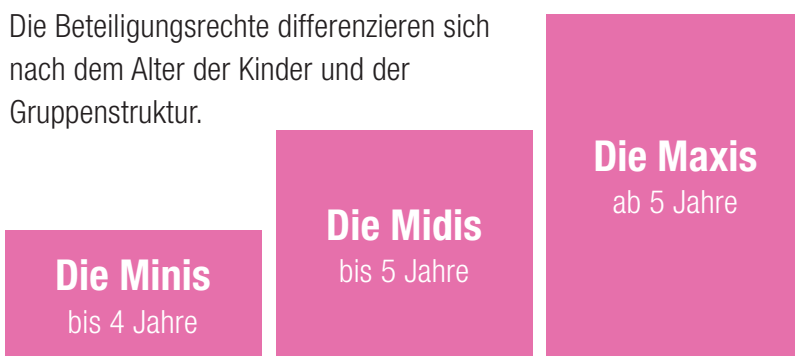 Die Beteiligungsrechte differenzieren sich
nach dem Alter der Kinder und der
Gruppenstruktur.
Die Minis
bis 4 Jahre
Die Midis
bis 5 Jahre
Die Maxis
ab 5 Jahre